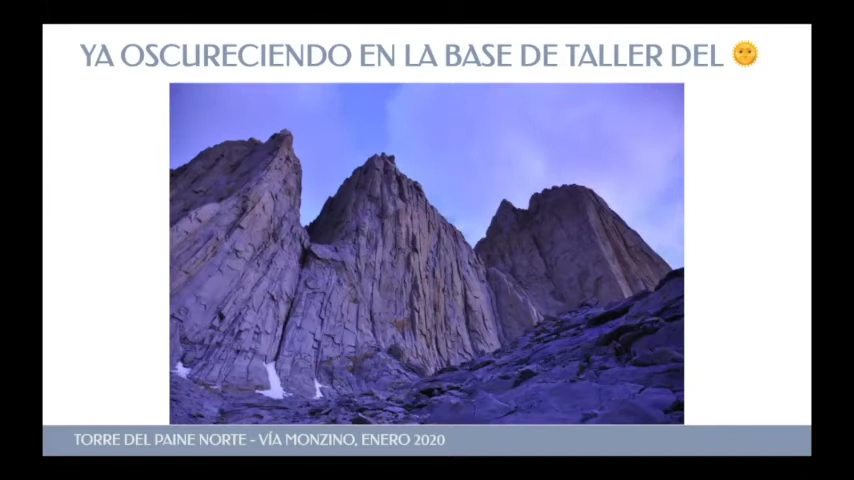 YA OSCURECIENDO EN LA BASE DE TALLER DEL 🌞
TORRE DEL PAINE NORTE - VÍA MONZINO, ENERO 2020